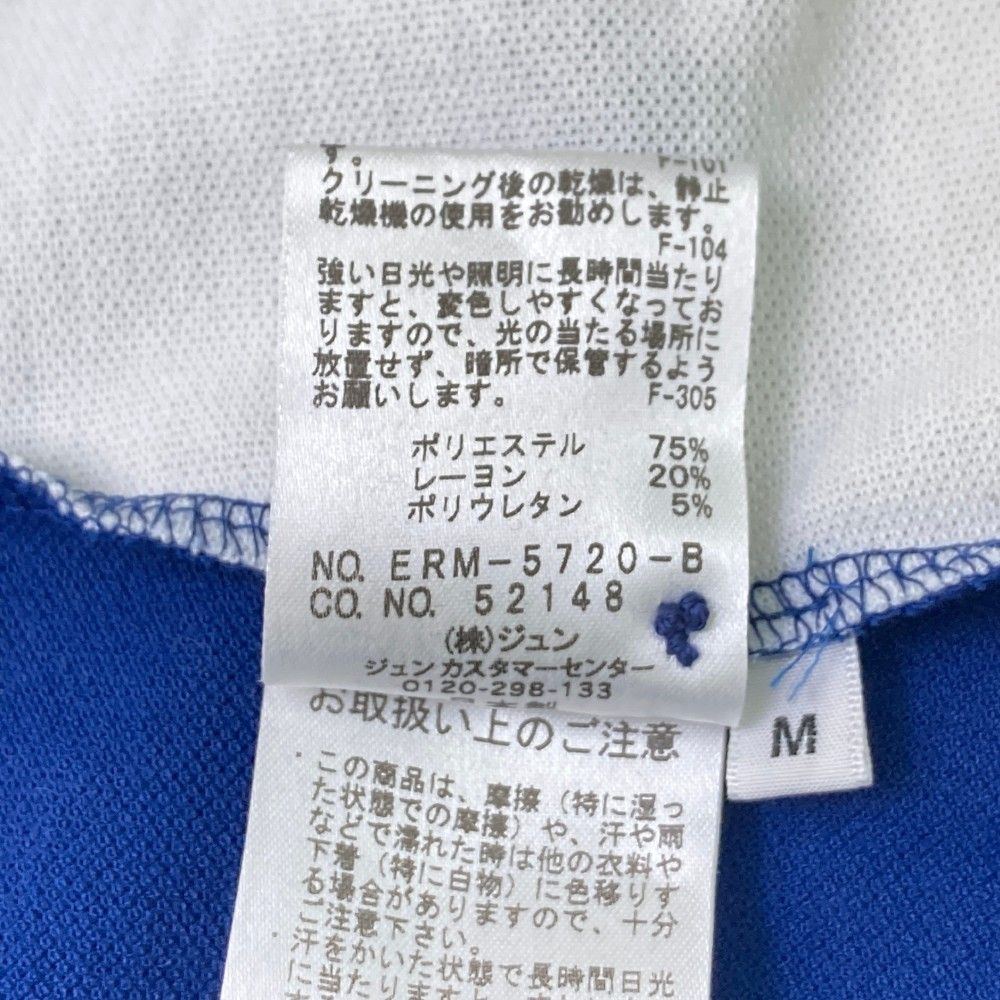 す。 F-101
クリーニング後の乾燥は、静止
乾燥機の使用をお勧めします。
F-104
強い日光や照明に長時間当たり
ますと、変色しやすくなってお
りますので、光の当たる場所に
放置せず、暗所で保管するよう
お願いします。 F-305
ポリエステル 75%
レーヨン 20%
ポリウレタン 5%
NO. ERM-5720-B
CO. NO. 52148
(株)ジュン
ジュンカスタマーセンター
0120-298-133
お取扱い上のご注意
M
・この商品は、摩擦(特に湿っ
た状態での摩擦)や、汗や雨
などで濡れた時は他の衣料や
下着(特に白物)に色移りす
る場合がありますので、十分
ご注意下さい。
・汗をかいた状態で長時間日光
に当たりますと